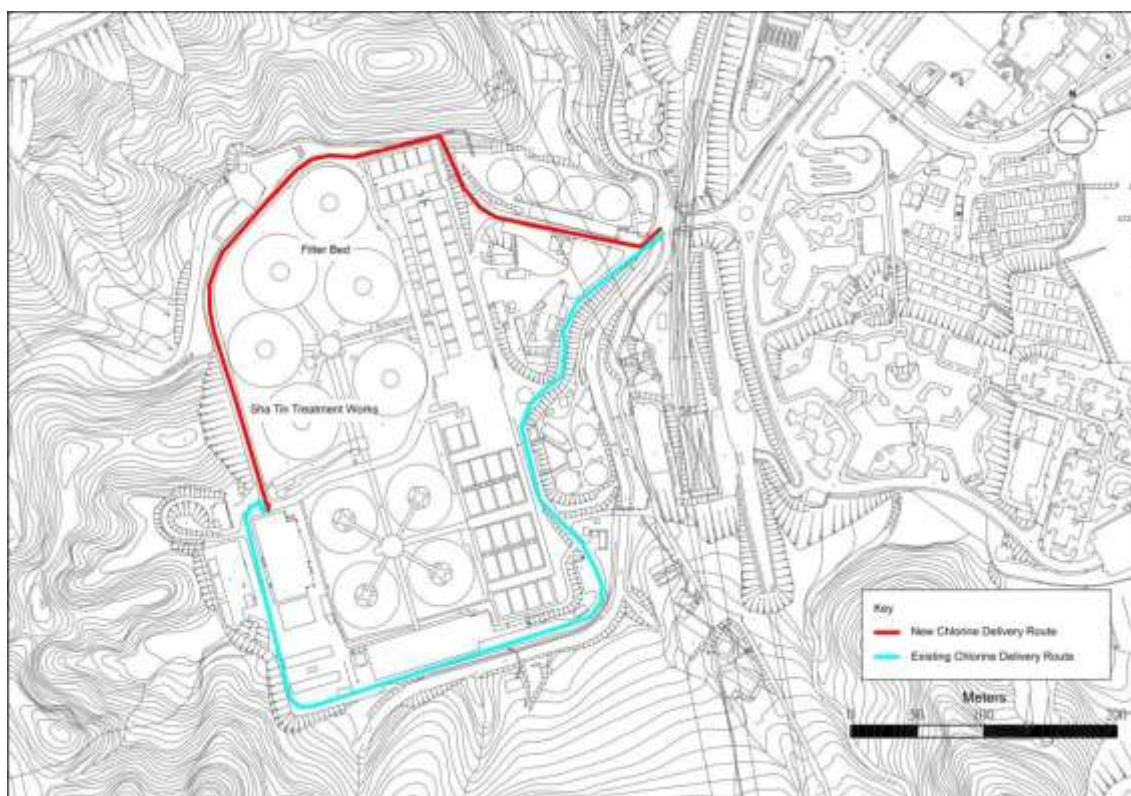 N
Filter Bed
Sha Tin Treatment Works
Key
New Chlorine Delivery Route
Existing Chlorine Delivery Route
Meters
0 50 100 200